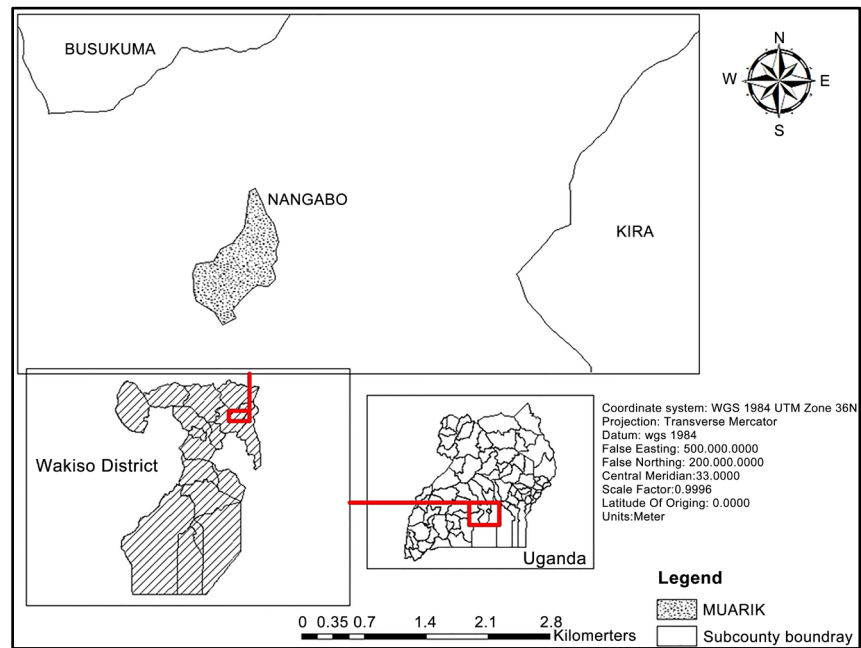 BUSUKUMA
N
W E
S
NANGABO
KIRA
Wakiso District
Uganda
Coordinate system: WGS 1984 UTM Zone 36N
Projection: Transverse Mercator
Datum: wgs 1984
False Easting: 500.000.0000
False Northing: 200.000.0000
Central Meridian:33.0000
Scale Factor:0.9996
Latitude Of Origing: 0.0000
Units:Meter
Legend
MUARIK
Subcounty boundray
0 0.35 0.7 1.4 2.1 2.8
Kilomerters